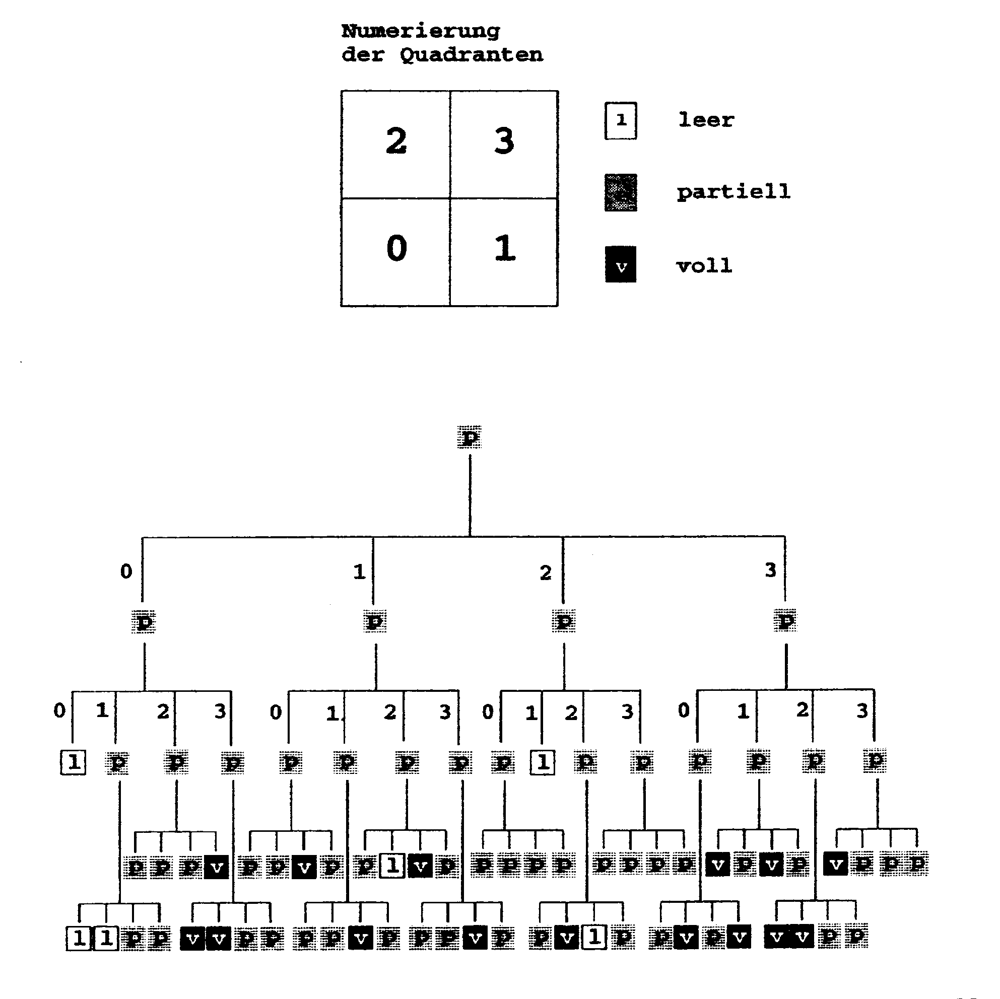 Numerierung
der Quadranten
2 3
l leer
partiell
0 1
v voll
p
0 1 2 3
p p p p
0 1 2 3 0 1 2 3 0 1 2 3 0 1 2 3
l p p p p p p p p l p p p p p p
p p p v p p v p p l v p p p p p p p p p v p v p v p p p
l l p p v v p p p p v p p p v p p v l p p v p v v v p p